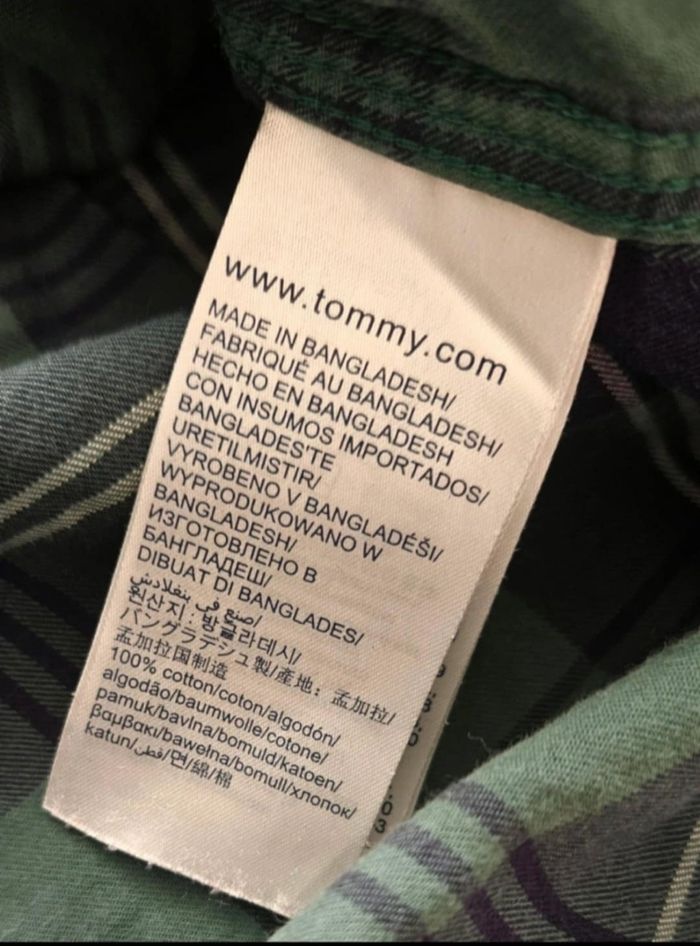 www.tommy.com
MADE IN BANGLADESH/
FABRIQUÉ AU BANGLADESH/
HECHO EN BANGLADESH
CON INSUMOS IMPORTADOS/
BANGLADES'TE
URETILMISTIR/
VYROBENO V BANGLADÉŠI/
WYPRODUKOWANO W
BANGLADESH/
ИЗГОТОВЛЕНО В
БАНГЛАДЕШ/
DIBUAT DI BANGLADES/
صنع في بنغلادش/
원산지 : 방글라데시/
バングラデシュ製/産地：孟加拉/
孟加拉国制造
100% cotton/coton/algodón/
algodão/baumwolle/cotone/
pamuk/bavlna/bomuld/katoen/
βαμβακι/bawełna/bomull/хлопок/
katun/قطن/면/綿/棉